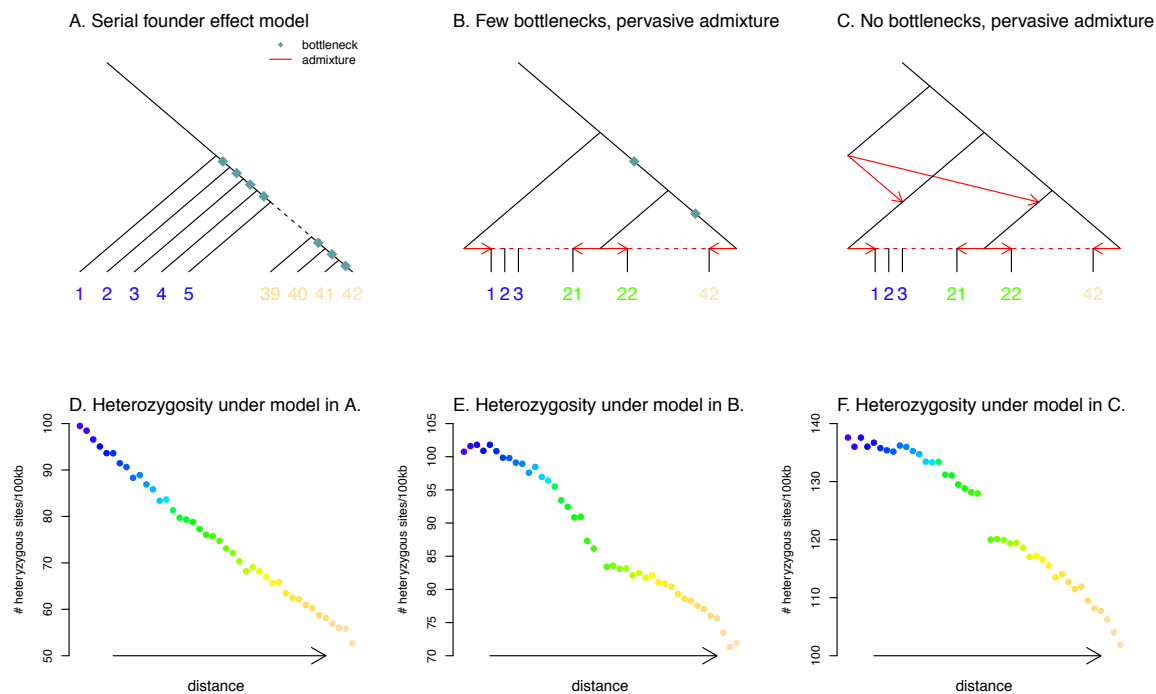 A. Serial founder effect model
bottleneck
admixture
1 2 3 4 5 39 40 41 42
B. Few bottlenecks, pervasive admixture
1 2 3 21 22 42
C. No bottlenecks, pervasive admixture
1 2 3 21 22 42
D. Heterozygosity under model in A.
# heteryzygous sites/100kb
100
90
80
70
60
50
distance
E. Heterozygosity under model in B.
# heteryzygous sites/100kb
105
100
95
90
85
80
75
70
distance
F. Heterozygosity under model in C.
# heteryzygous sites/100kb
140
130
120
110
100
distance